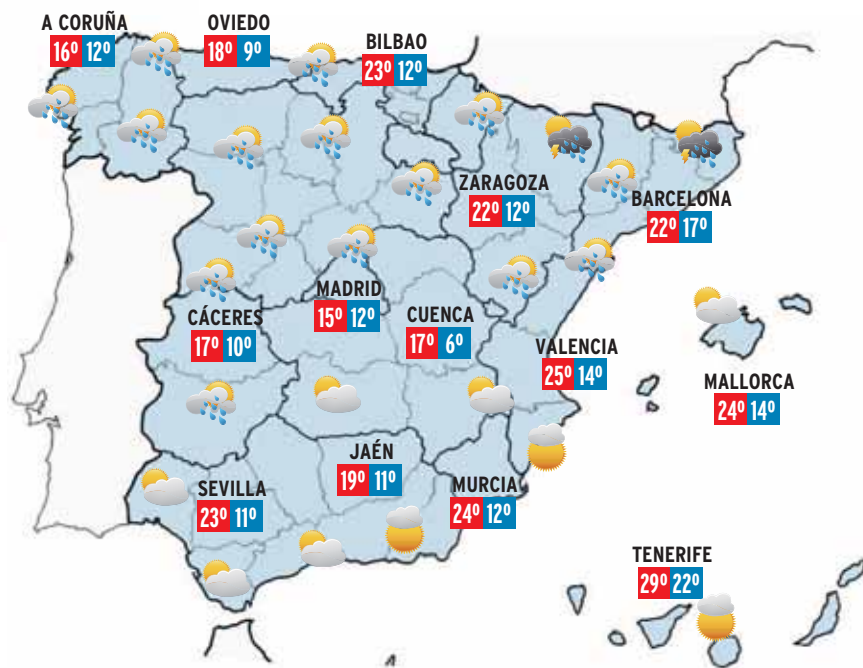 A CORUÑA
16º 12º
OVIEDO
18º 9º
BILBAO
23º 12º
ZARAGOZA
22º 12º
BARCELONA
22º 17º
MADRID
15º 12º
CÁCERES
17º 10º
CUENCA
17º 6º
VALENCIA
25º 14º
MALLORCA
24º 14º
JAÉN
19º 11º
SEVILLA
23º 11º
MURCIA
24º 12º
TENERIFE
29º 22º